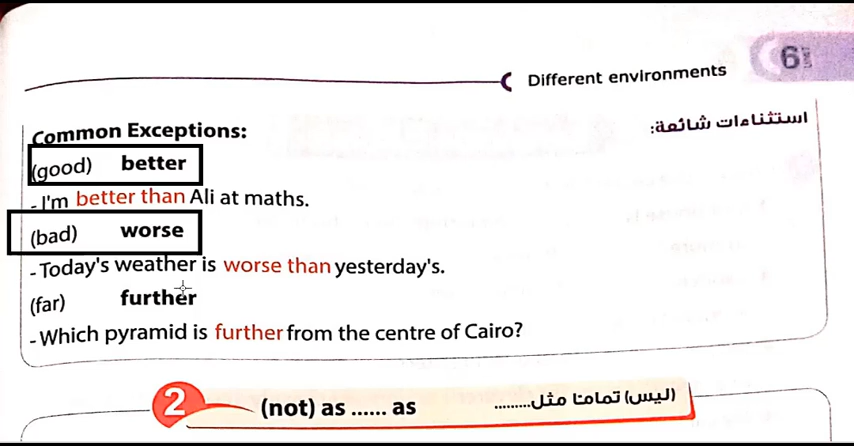 Different environments
6
Common Exceptions:
استثناءات شائعة:
(good) better
- I'm better than Ali at maths.
(bad) worse
- Today's weather is worse than yesterday's.
(far) further
- Which pyramid is further from the centre of Cairo?
2 (not) as ...... as
(ليس) تمامًا مثل..........